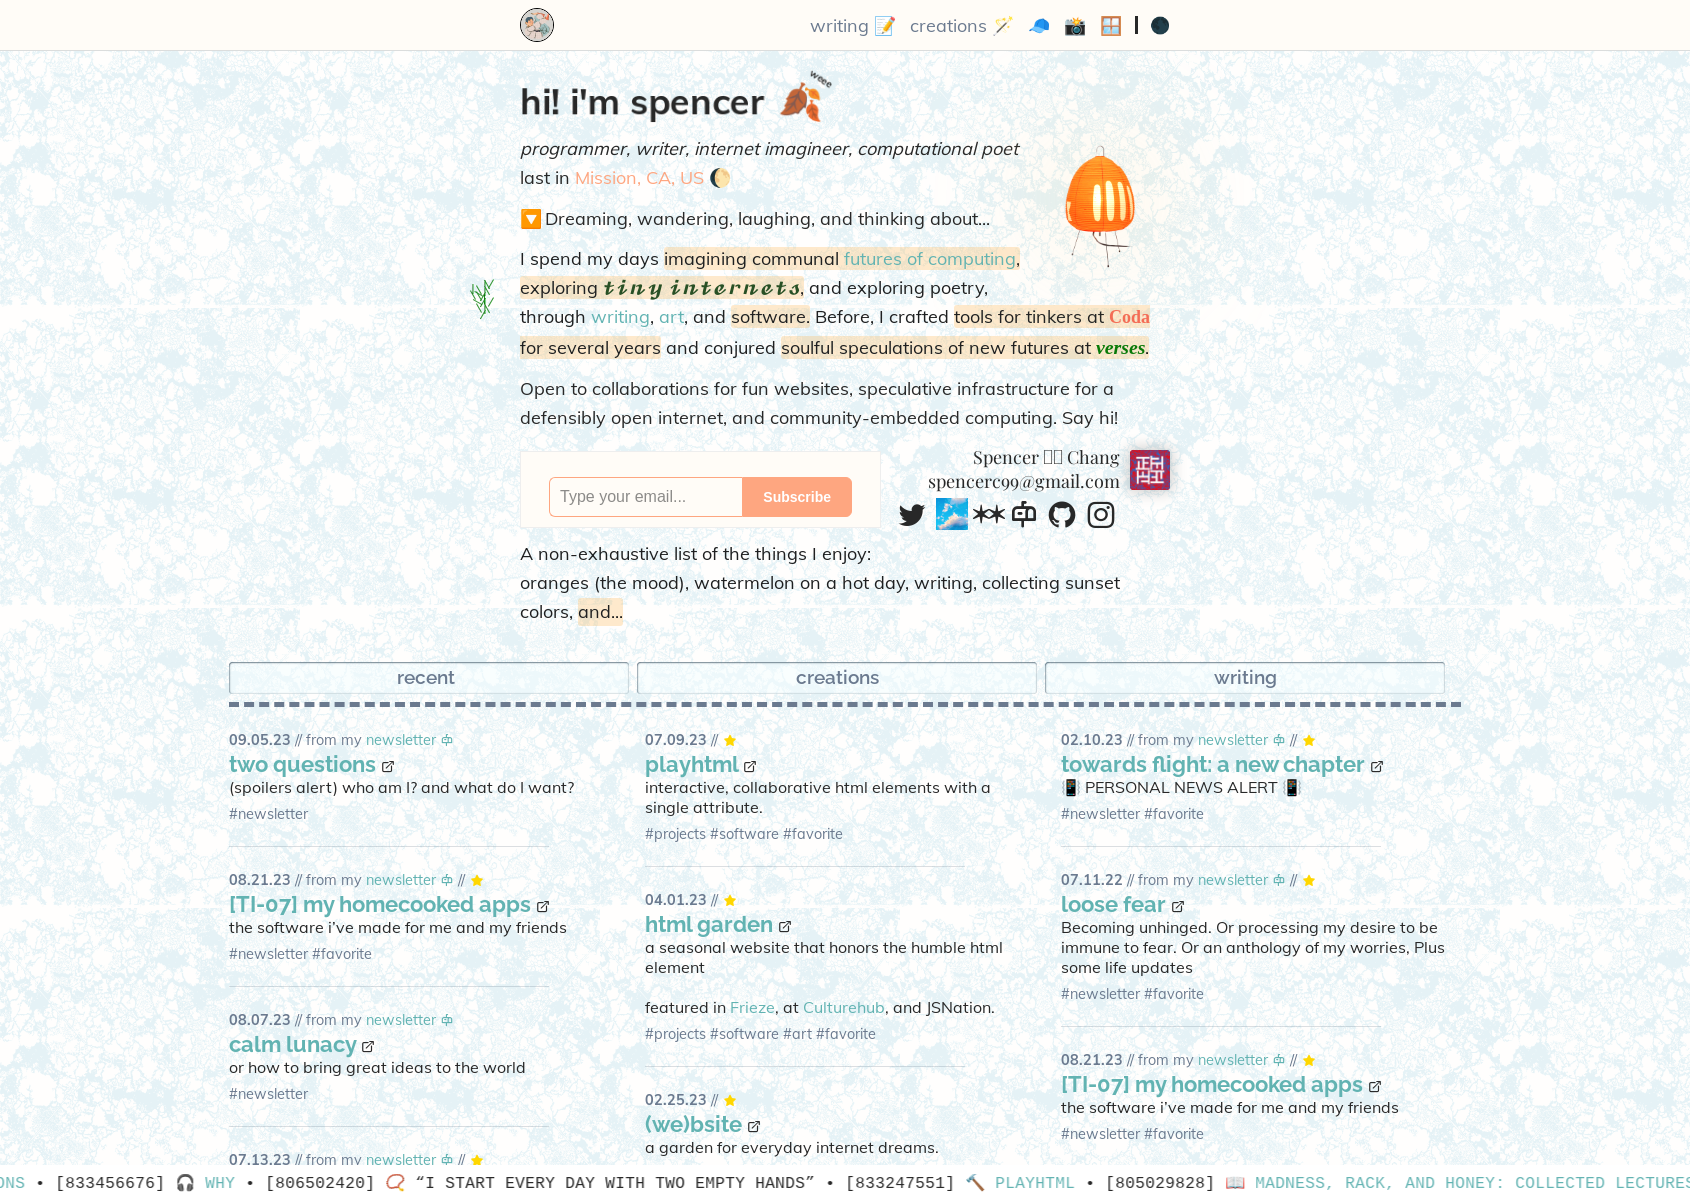 writing 📝 creations 🪄 🧢 📸 🪟 | 🌑
hi! i'm spencer
weee
programmer, writer, internet imagineer, computational poet
last in Mission, CA, US 🌔
🔽 Dreaming, wandering, laughing, and thinking about...
I spend my days imagining communal futures of computing,
exploring tiny internets, and exploring poetry,
through writing, art, and software. Before, I crafted tools for tinkers at Coda
for several years and conjured soulful speculations of new futures at verses.
Open to collaborations for fun websites, speculative infrastructure for a
defensibly open internet, and community-embedded computing. Say hi!
Type your email...
Subscribe
Spencer Chang
spencerc99@gmail.com
A non-exhaustive list of the things I enjoy:
oranges (the mood), watermelon on a hot day, writing, collecting sunset
colors, and...
recent
creations
writing
09.05.23 // from my newsletter
two questions
(spoilers alert) who am I? and what do I want?
#newsletter
08.21.23 // from my newsletter // ⭐
[TI-07] my homecooked apps
the software i've made for me and my friends
#newsletter #favorite
08.07.23 // from my newsletter
calm lunacy
or how to bring great ideas to the world
#newsletter
07.13.23 // from my newsletter // ⭐
07.09.23 // ⭐
playhtml
interactive, collaborative html elements with a
single attribute.
#projects #software #favorite
04.01.23 // ⭐
html garden
a seasonal website that honors the humble html
element
featured in Frieze, at Culturehub, and JSNation.
#projects #software #art #favorite
02.25.23 // ⭐
(we)bsite
a garden for everyday internet dreams.
02.10.23 // from my newsletter // ⭐
towards flight: a new chapter
📳 PERSONAL NEWS ALERT 📳
#newsletter #favorite
07.11.22 // from my newsletter // ⭐
loose fear
Becoming unhinged. Or processing my desire to be
immune to fear. Or an anthology of my worries, Plus
some life updates
#newsletter #favorite
08.21.23 // from my newsletter // ⭐
[TI-07] my homecooked apps
the software i've made for me and my friends
#newsletter #favorite
ONS • [833456676] 🎧 WHY • [806502420] 📿 “I START EVERY DAY WITH TWO EMPTY HANDS” • [833247551] 🔨 PLAYHTML • [805029828] 📖 MADNESS, RACK, AND HONEY: COLLECTED LECTURES